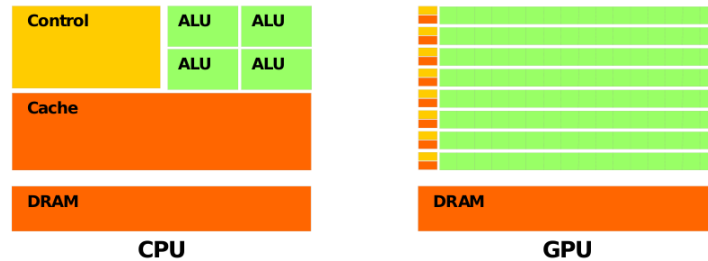 Control
ALU ALU
ALU ALU
Cache
DRAM
CPU
DRAM
GPU